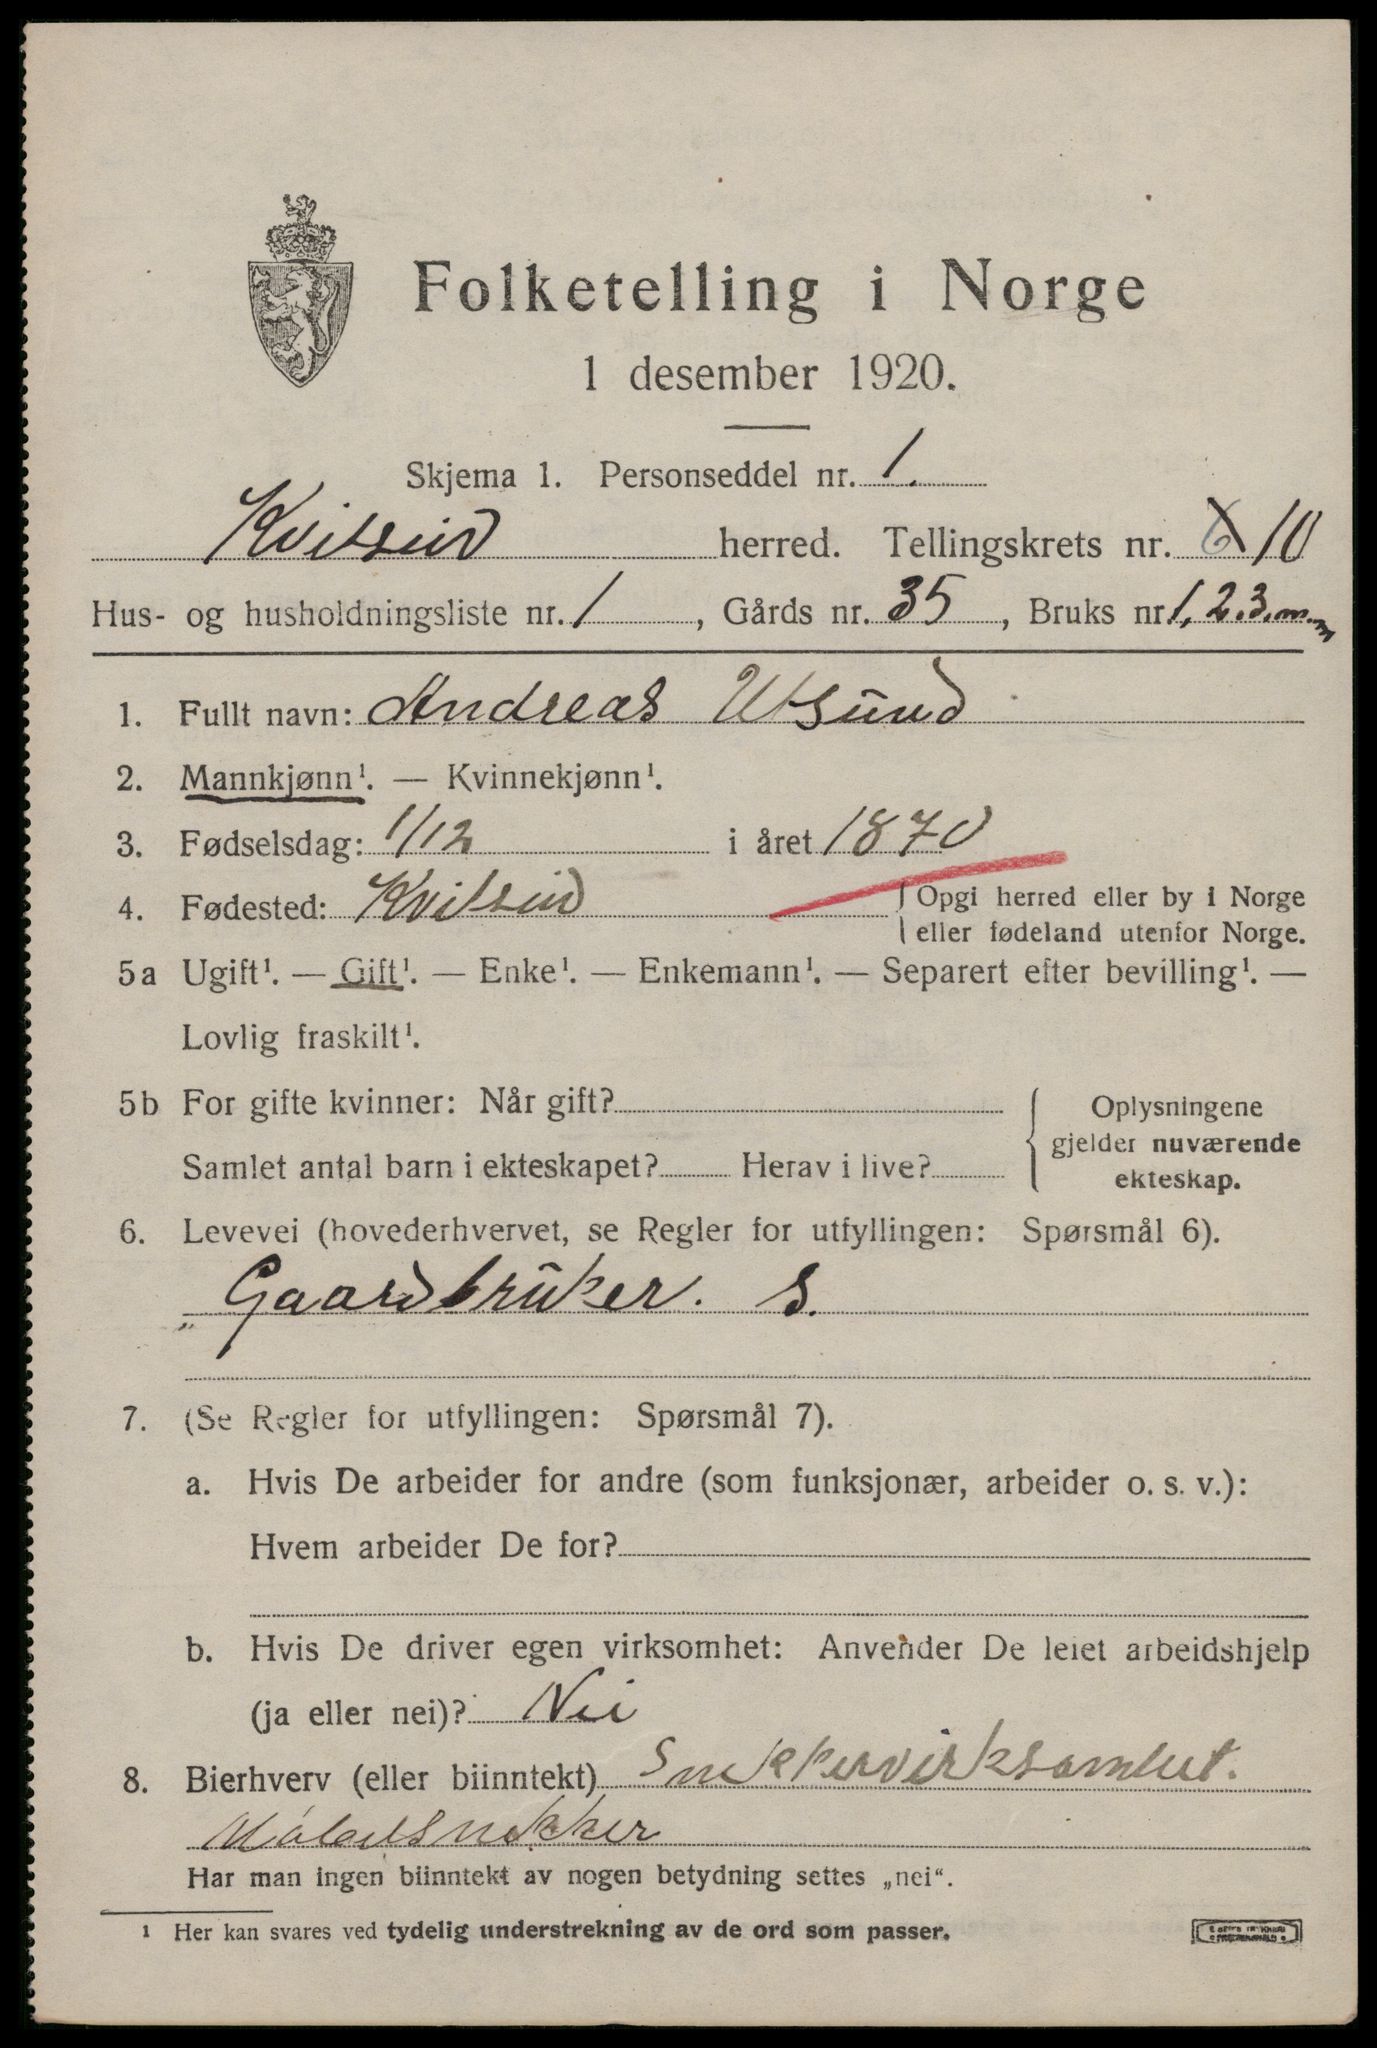 Folketelling i Norge
1 desember 1920.
Skjema 1. Personseddel nr. 1.
Kvitseid herred. Tellingskrets nr. 6 10
Hus- og husholdningsliste nr. 1, Gårds nr. 35, Bruks nr. 1, 2. 3. m. m
1. Fullt navn: Andreas Utsund
2. Mannkjønn¹. — Kvinnekjønn¹.
3. Fødselsdag: 1/12 i året 1870
4. Fødested: Kvitseid
Opgi herred eller by i Norge
eller fødeland utenfor Norge.
5a Ugift¹. — Gift¹. — Enke¹. — Enkemann¹. — Separert efter bevilling¹. —
Lovlig fraskilt¹.
5b For gifte kvinner: Når gift?
Samlet antal barn i ekteskapet? Herav i live?
Oplysningene
gjelder nuværende
ekteskap.
6. Levevei (hovederhvervet, se Regler for utfyllingen: Spørsmål 6).
Gaardbruker. S.
7. (Se Regler for utfyllingen: Spørsmål 7).
a. Hvis De arbeider for andre (som funksjonær, arbeider o. s. v.):
Hvem arbeider De for?
b. Hvis De driver egen virksomhet: Anvender De leiet arbeidshjelp
(ja eller nei)? Nei
8. Bierhverv (eller biinntekt) Snekkervirksomhet.
Møbelsnekker
Har man ingen biinntekt av nogen betydning settes „nei“.
¹ Her kan svares ved tydelig understrekning av de ord som passer.